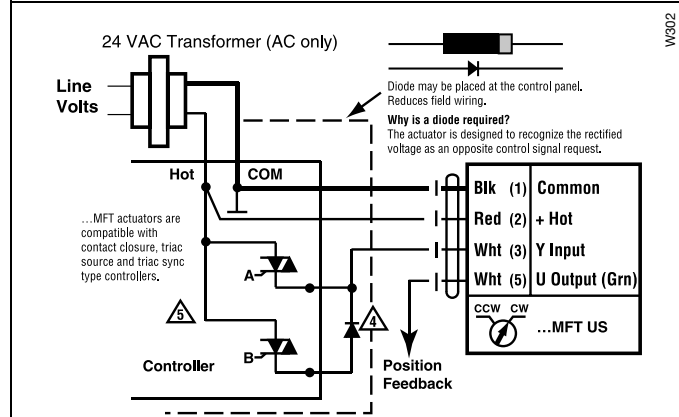 W302
24 VAC Transformer (AC only)
Line
Volts
Diode may be placed at the control panel.
Reduces field wiring.
Why is a diode required?
The actuator is designed to recognize the rectified
voltage as an opposite control signal request.
Hot
COM
Blk (1) Common
Red (2) + Hot
Wht (3) Y Input
Wht (5) U Output (Grn)
CCW CW
...MFT US
...MFT actuators are
compatible with
contact closure, triac
source and triac sync
type controllers.
A
5
4
B
Controller
Position
Feedback